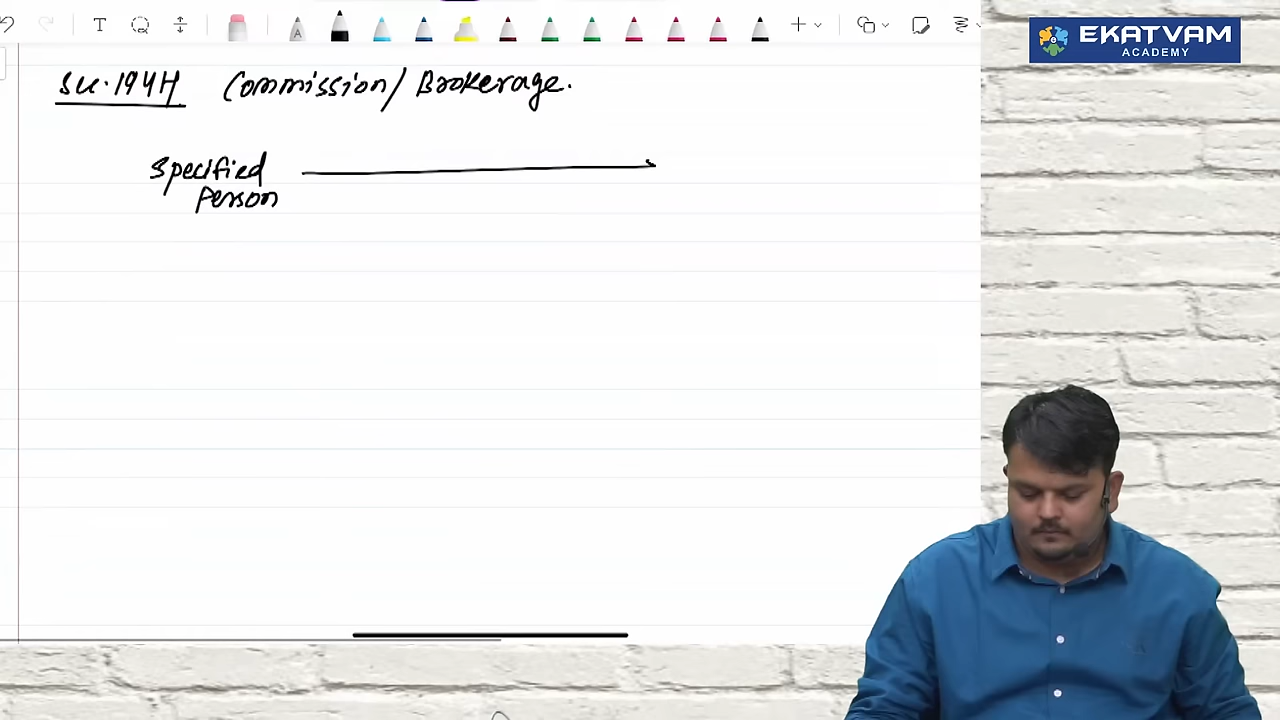 A
EKATVAM
ACADEMY
Sec. 194H Commission/Brokerage.
Specified
Person